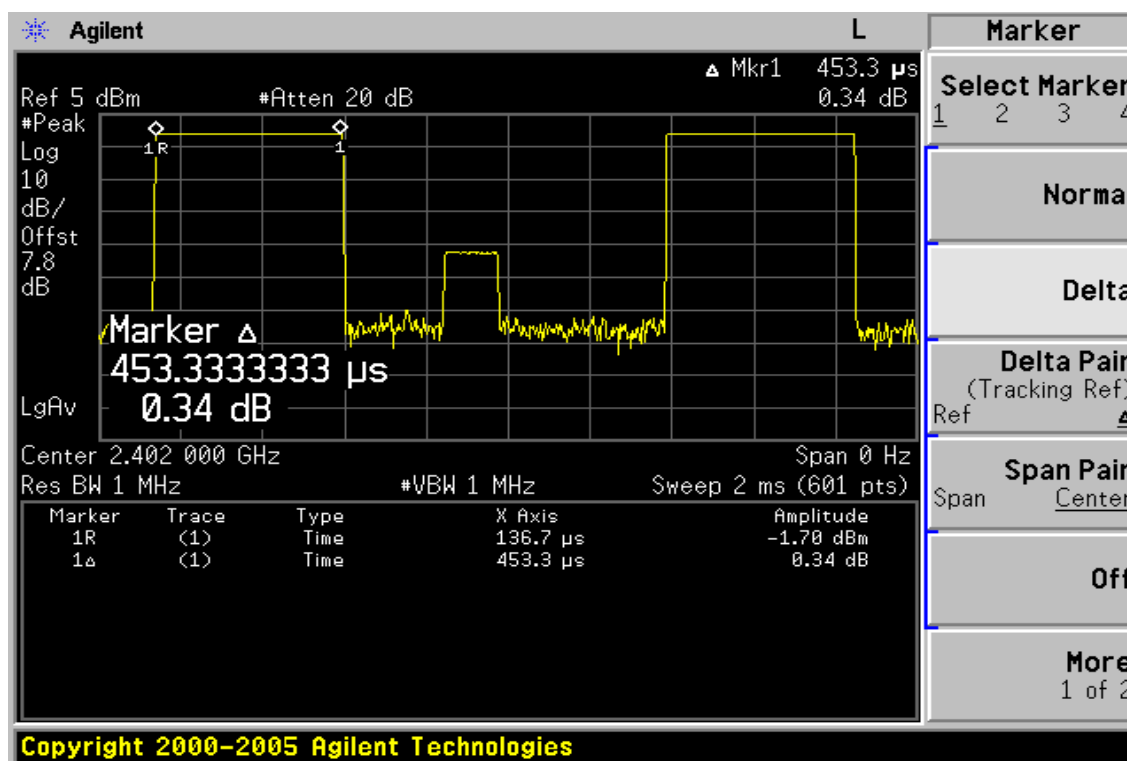 Agilent L Marker
△ Mkr1 453.3 µs
Ref 5 dBm #Atten 20 dB 0.34 dB
#Peak
Log
10
dB/
Offst
7.8
dB
1R 1
Marker △
453.3333333 µs
0.34 dB
LgAv
Center 2.402 000 GHz Span 0 Hz
Res BW 1 MHz #VBW 1 MHz Sweep 2 ms (601 pts)
Marker Trace Type X Axis Amplitude
1R (1) Time 136.7 µs -1.70 dBm
1△ (1) Time 453.3 µs 0.34 dB
Select Marker
1 2 3 4
Norma
Delta
Delta Pair
(Tracking Ref)
Ref △
Span Pair
Span Center
Off
More
1 of 2
Copyright 2000-2005 Agilent Technologies